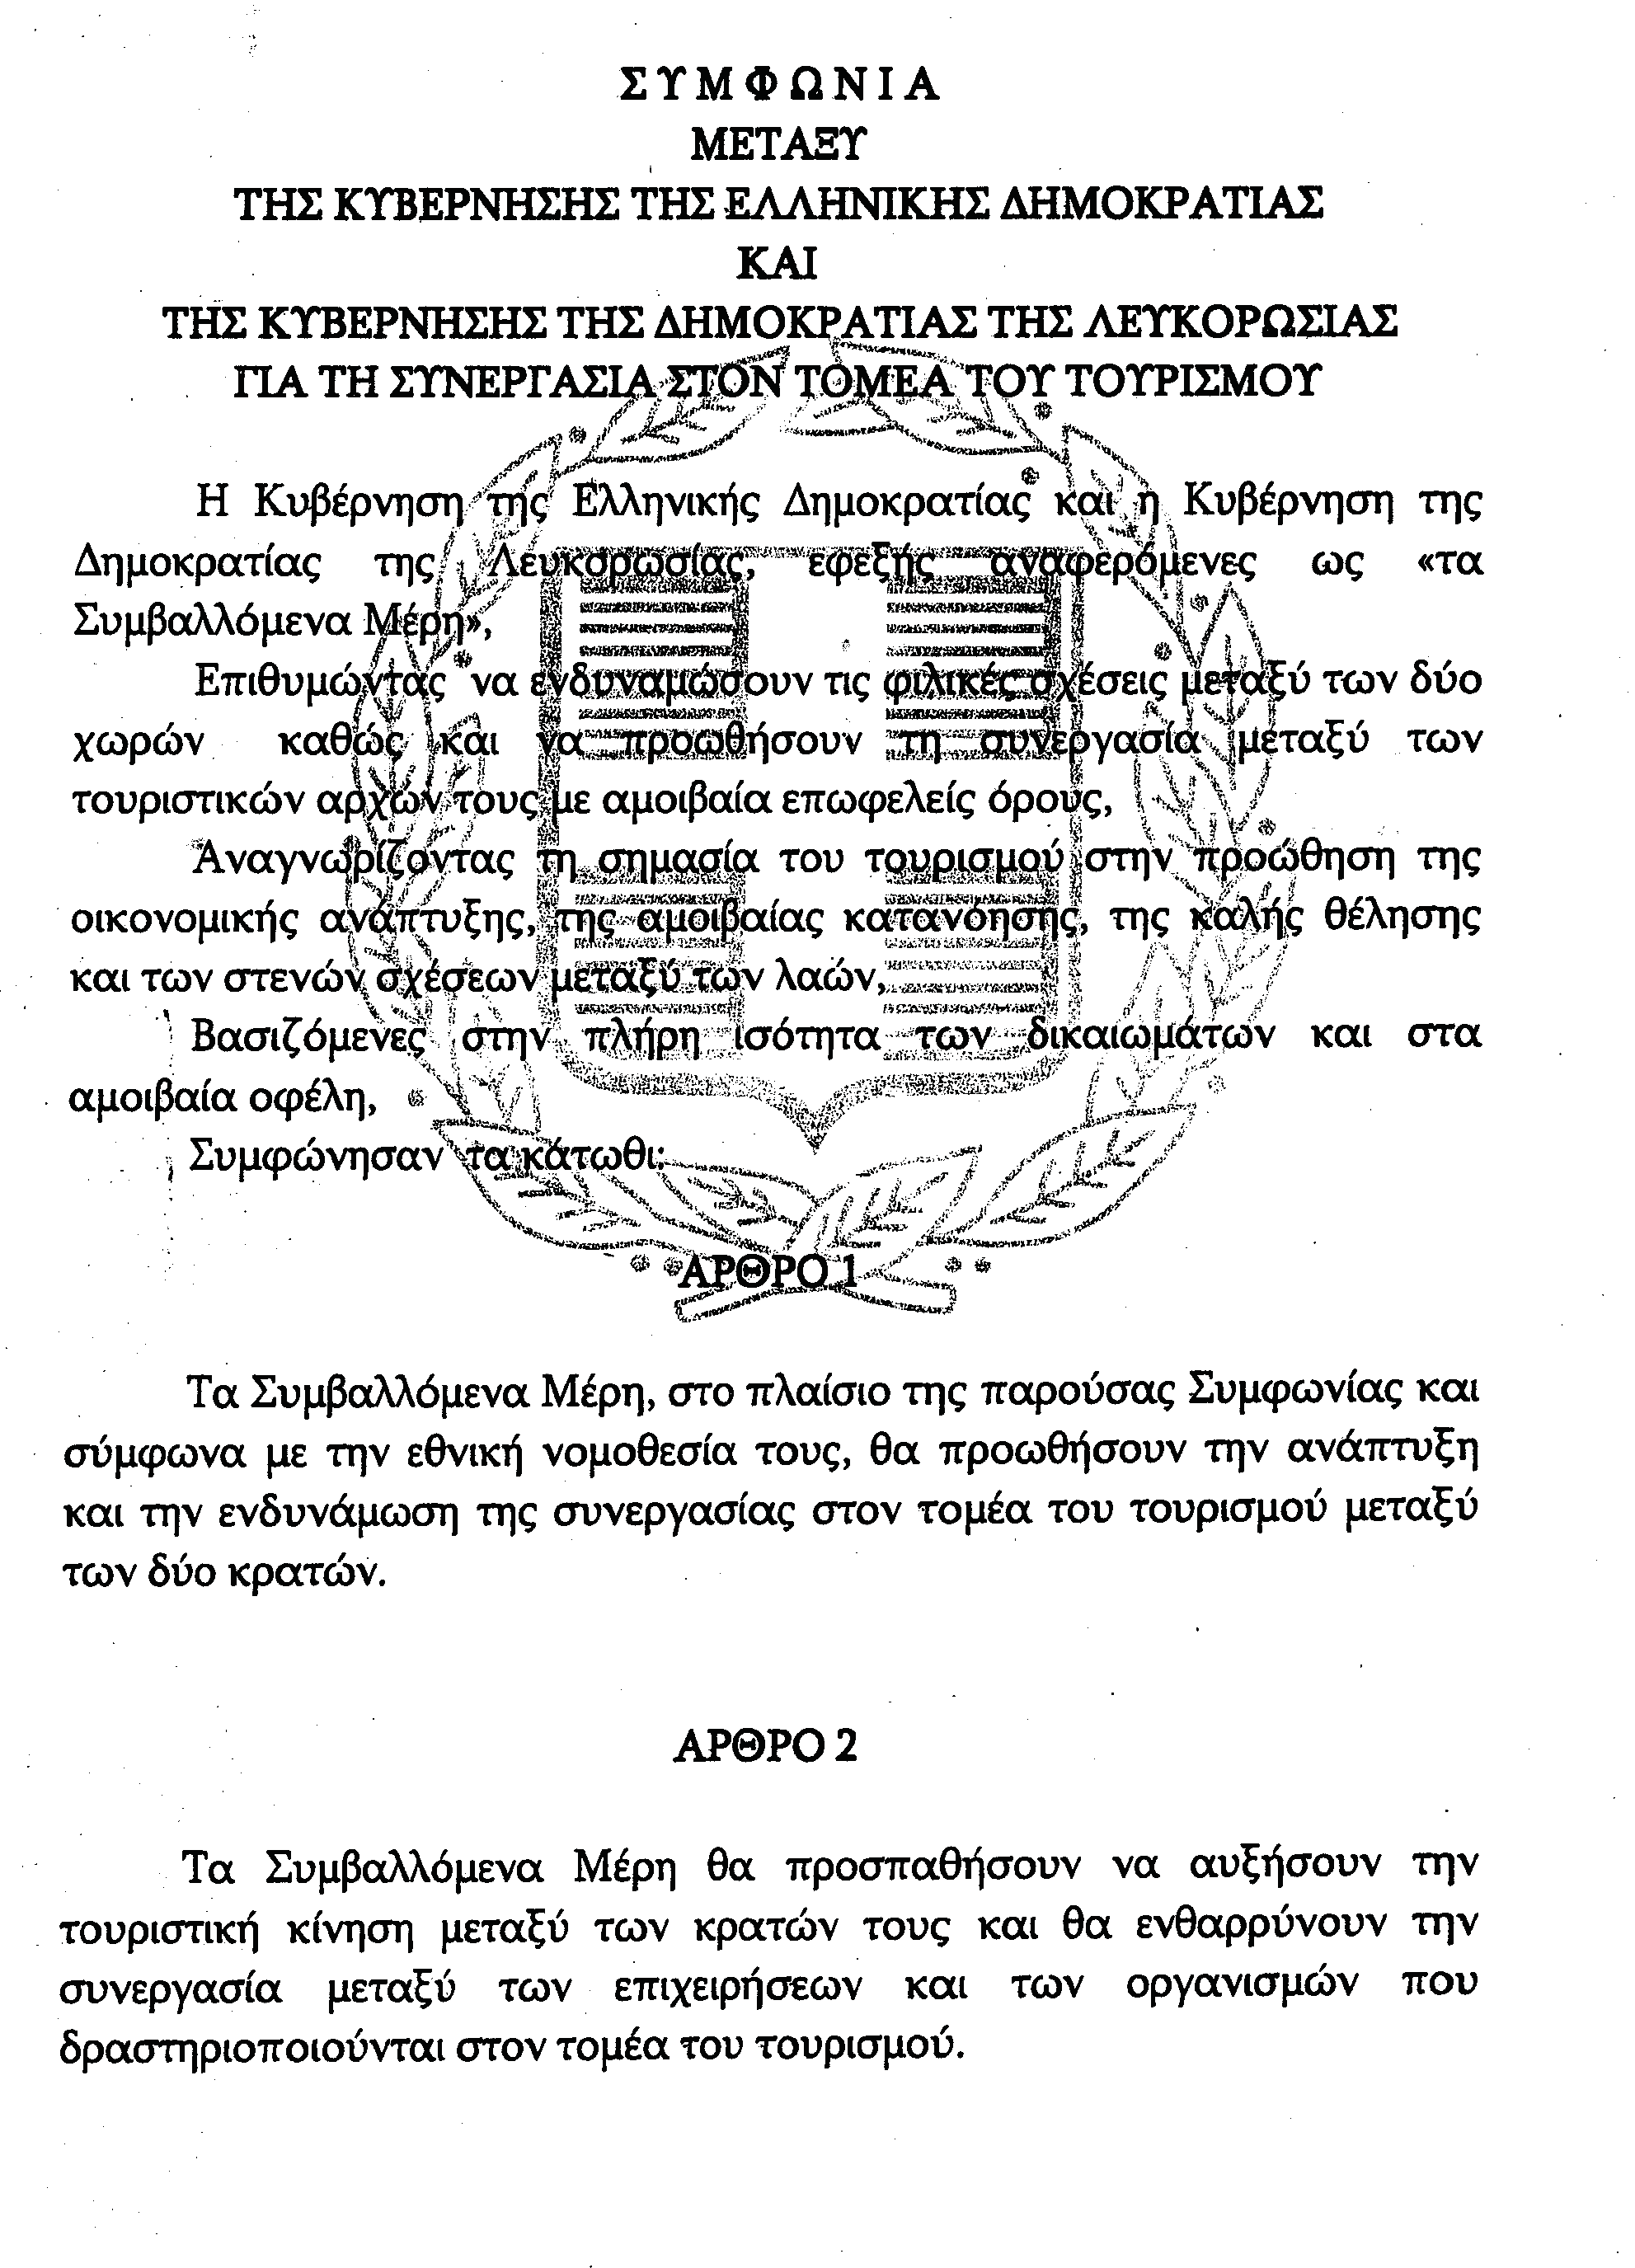 ΣΥΜΦΩΝΙΑ
ΜΕΤΑΞΥ
ΤΗΣ ΚΥΒΕΡΝΗΣΗΣ ΤΗΣ ΕΛΛΗΝΙΚΗΣ ΔΗΜΟΚΡΑΤΙΑΣ
ΚΑΙ
ΤΗΣ ΚΥΒΕΡΝΗΣΗΣ ΤΗΣ ΔΗΜΟΚΡΑΤΙΑΣ ΤΗΣ ΛΕΥΚΟΡΩΣΙΑΣ
ΓΙΑ ΤΗ ΣΥΝΕΡΓΑΣΙΑ ΣΤΟΝ ΤΟΜΕΑ ΤΟΥ ΤΟΥΡΙΣΜΟΥ
Η Κυβέρνηση της Ελληνικής Δημοκρατίας και η Κυβέρνηση της
Δημοκρατίας της Λευκορωσίας, εφεξής αναφερόμενες ως «τα
Συμβαλλόμενα Μέρη»,
Επιθυμώντας να ενδυναμώσουν τις φιλικές σχέσεις μεταξύ των δύο
χωρών καθώς και να προωθήσουν τη συνεργασία μεταξύ των
τουριστικών αρχών τους με αμοιβαία επωφελείς όρους,
Αναγνωρίζοντας τη σημασία του τουρισμού στην προώθηση της
οικονομικής ανάπτυξης, της αμοιβαίας κατανόησης, της καλής θέλησης
και των στενών σχέσεων μεταξύ των λαών,
Βασιζόμενες στην πλήρη ισότητα των δικαιωμάτων και στα
αμοιβαία οφέλη,
Συμφώνησαν τα κάτωθι:
ΑΡΘΡΟ 1
Τα Συμβαλλόμενα Μέρη, στο πλαίσιο της παρούσας Συμφωνίας και
σύμφωνα με την εθνική νομοθεσία τους, θα προωθήσουν την ανάπτυξη
και την ενδυνάμωση της συνεργασίας στον τομέα του τουρισμού μεταξύ
των δύο κρατών.
ΑΡΘΡΟ 2
Τα Συμβαλλόμενα Μέρη θα προσπαθήσουν να αυξήσουν την
τουριστική κίνηση μεταξύ των κρατών τους και θα ενθαρρύνουν την
συνεργασία μεταξύ των επιχειρήσεων και των οργανισμών που
δραστηριοποιούνται στον τομέα του τουρισμού.